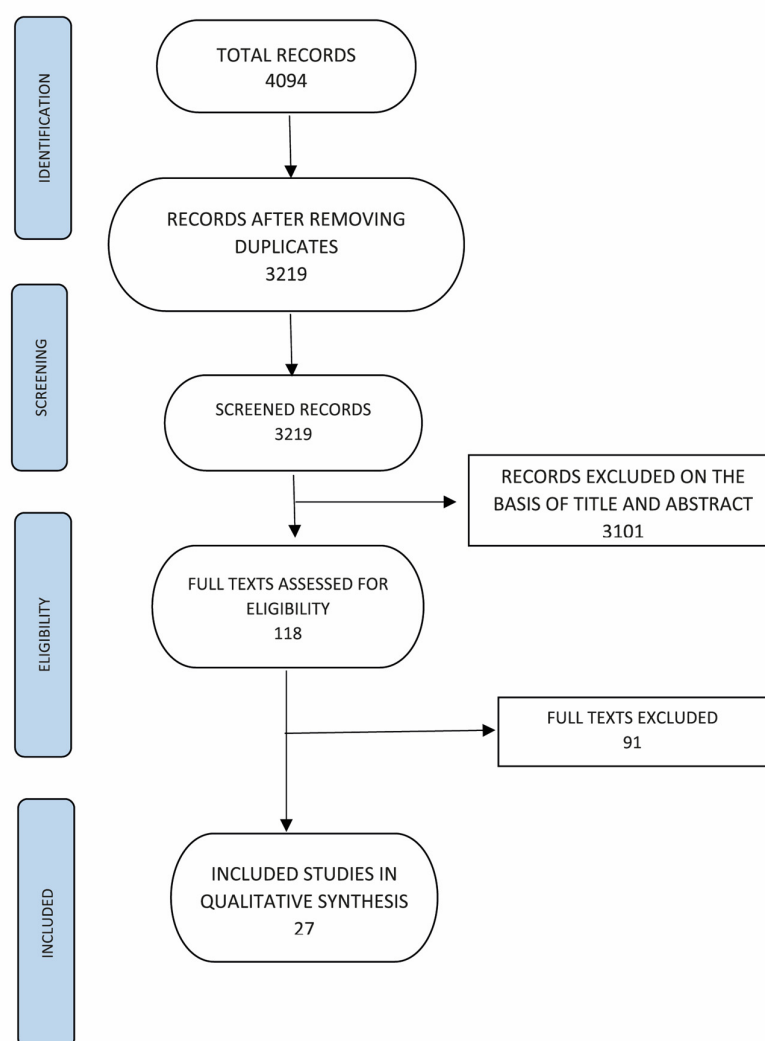 IDENTIFICATION
TOTAL RECORDS
4094
RECORDS AFTER REMOVING
DUPLICATES
3219
SCREENING
SCREENED RECORDS
3219
RECORDS EXCLUDED ON THE
BASIS OF TITLE AND ABSTRACT
3101
ELIGIBILITY
FULL TEXTS ASSESSED FOR
ELIGIBILITY
118
FULL TEXTS EXCLUDED
91
INCLUDED
INCLUDED STUDIES IN
QUALITATIVE SYNTHESIS
27